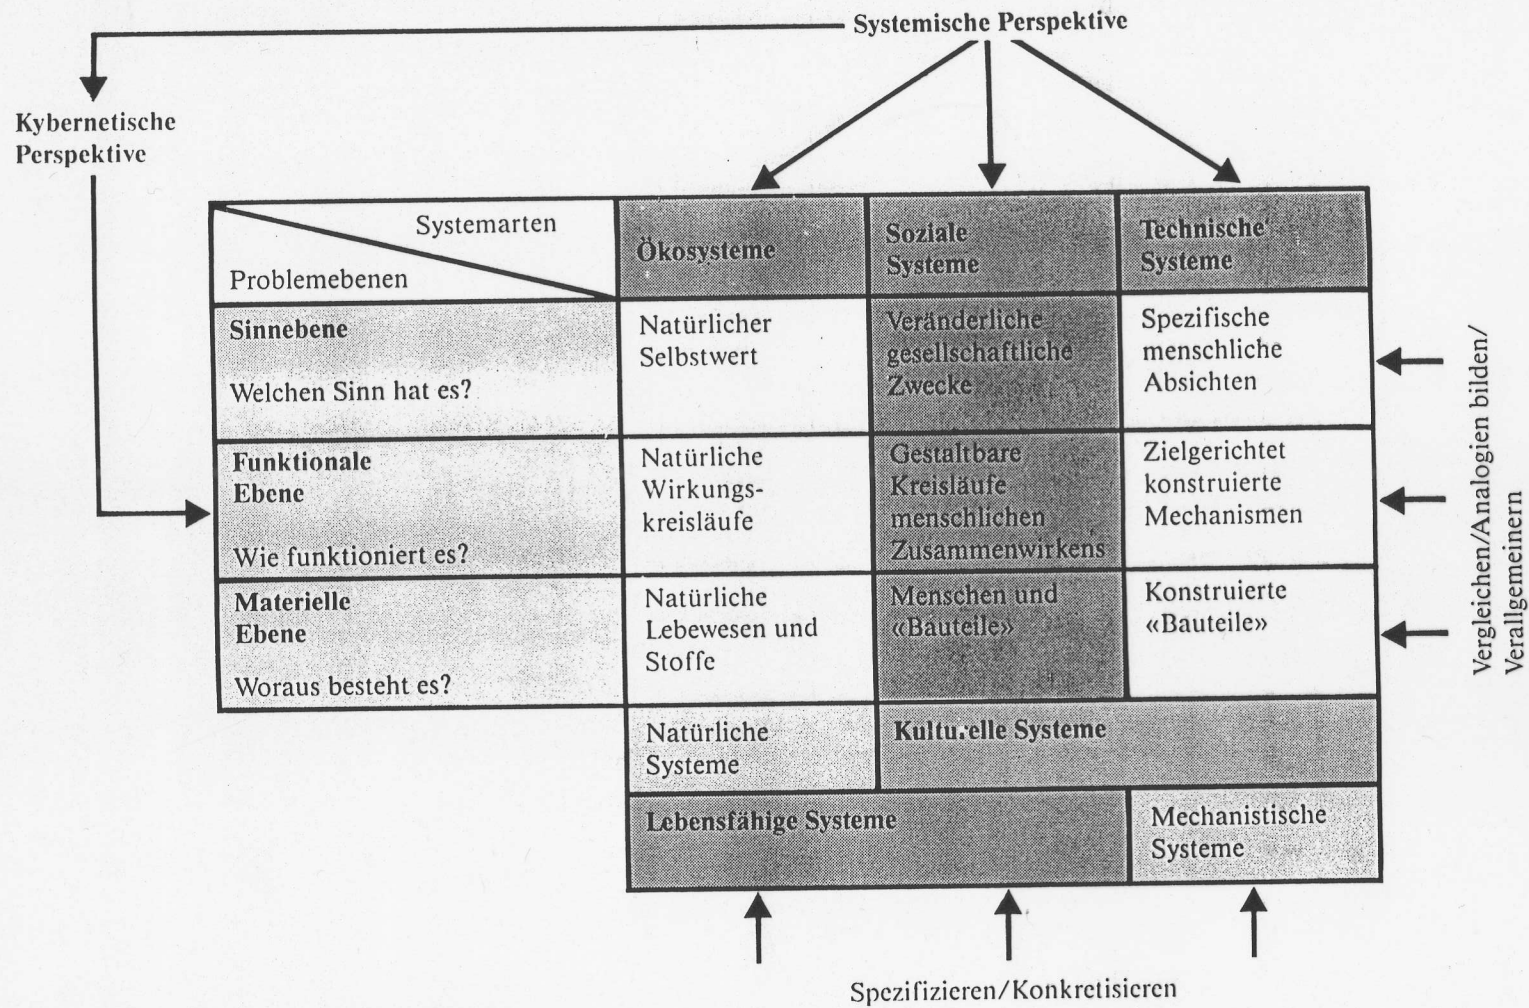 Systemische Perspektive
Kybernetische
Perspektive
Systemarten
Problemebenen
Ökosysteme
Soziale
Systeme
Technische
Systeme
Sinnebene
Welchen Sinn hat es?
Natürlicher
Selbstwert
Veränderliche
gesellschaftliche
Zwecke
Spezifische
menschliche
Absichten
Funktionale
Ebene
Wie funktioniert es?
Natürliche
Wirkungs-
kreisläufe
Gestaltbare
Kreisläufe
menschlichen
Zusammenwirkens
Zielgerichtet
konstruierte
Mechanismen
Materielle
Ebene
Woraus besteht es?
Natürliche
Lebewesen und
Stoffe
Menschen und
«Bauteile»
Konstruierte
«Bauteile»
Natürliche
Systeme
Kulturelle Systeme
Lebensfähige Systeme
Mechanistische
Systeme
Vergleichen/Analogien bilden/
Verallgemeinern
Spezifizieren/Konkretisieren